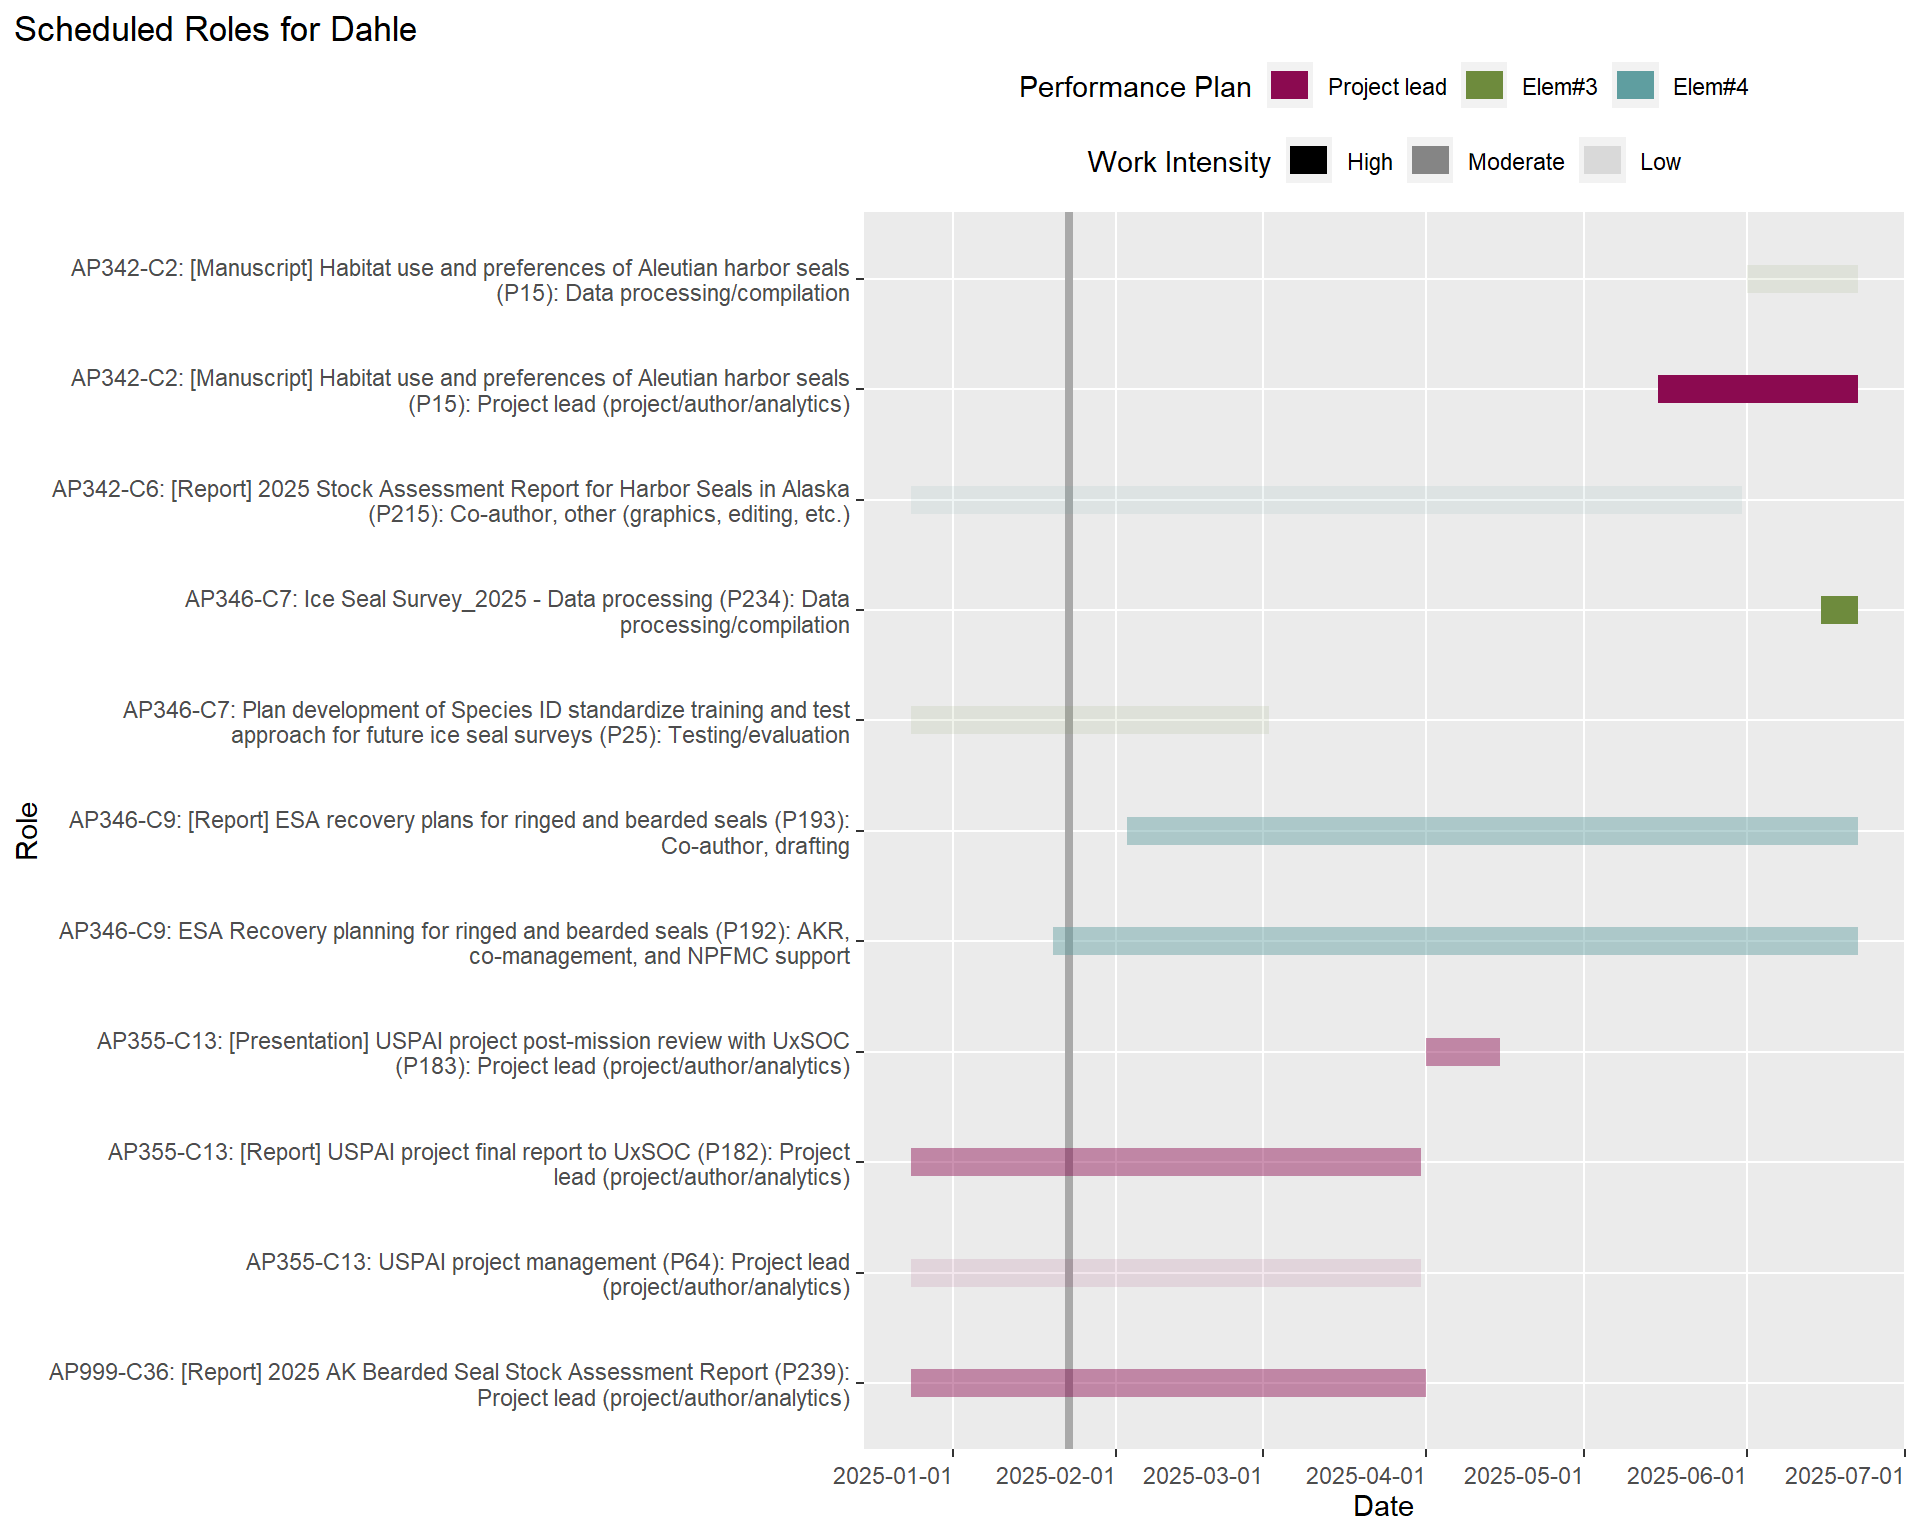 Scheduled Roles for Dahle
Performance Plan Project lead Elem#3 Elem#4
Work Intensity High Moderate Low
AP342-C2: [Manuscript] Habitat use and preferences of Aleutian harbor seals
(P15): Data processing/compilation
AP342-C2: [Manuscript] Habitat use and preferences of Aleutian harbor seals
(P15): Project lead (project/author/analytics)
AP342-C6: [Report] 2025 Stock Assessment Report for Harbor Seals in Alaska
(P215): Co-author, other (graphics, editing, etc.)
AP346-C7: Ice Seal Survey_2025 - Data processing (P234): Data
processing/compilation
AP346-C7: Plan development of Species ID standardize training and test
approach for future ice seal surveys (P25): Testing/evaluation
AP346-C9: [Report] ESA recovery plans for ringed and bearded seals (P193):
Co-author, drafting
AP346-C9: ESA Recovery planning for ringed and bearded seals (P192): AKR,
co-management, and NPFMC support
AP355-C13: [Presentation] USPAI project post-mission review with UxSOC
(P183): Project lead (project/author/analytics)
AP355-C13: [Report] USPAI project final report to UxSOC (P182): Project
lead (project/author/analytics)
AP355-C13: USPAI project management (P64): Project lead
(project/author/analytics)
AP999-C36: [Report] 2025 AK Bearded Seal Stock Assessment Report (P239):
Project lead (project/author/analytics)
Role
2025-01-01 2025-02-01 2025-03-01 2025-04-01 2025-05-01 2025-06-01 2025-07-01
Date